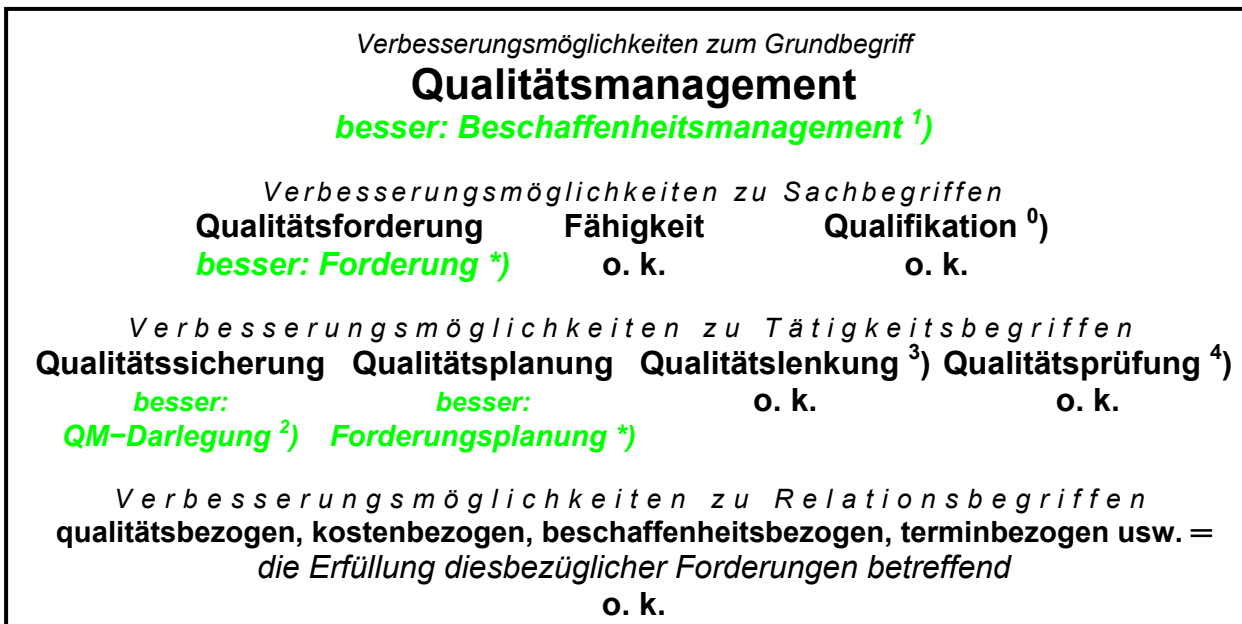 Verbesserungsmöglichkeiten zum Grundbegriff
Qualitätsmanagement
besser: Beschaffenheitsmanagement ¹)
Verbesserungsmöglichkeiten zu Sachbegriffen
Qualitätsforderung Fähigkeit Qualifikation ⁰)
besser: Forderung *) o. k. o. k.
Verbesserungsmöglichkeiten zu Tätigkeitsbegriffen
Qualitätssicherung Qualitätsplanung Qualitätslenkung ³) Qualitätsprüfung ⁴)
besser: besser: o. k. o. k.
QM−Darlegung ²) Forderungsplanung *)
Verbesserungsmöglichkeiten zu Relationsbegriffen
qualitätsbezogen, kostenbezogen, beschaffenheitsbezogen, terminbezogen usw. =
die Erfüllung diesbezüglicher Forderungen betreffend
o. k.